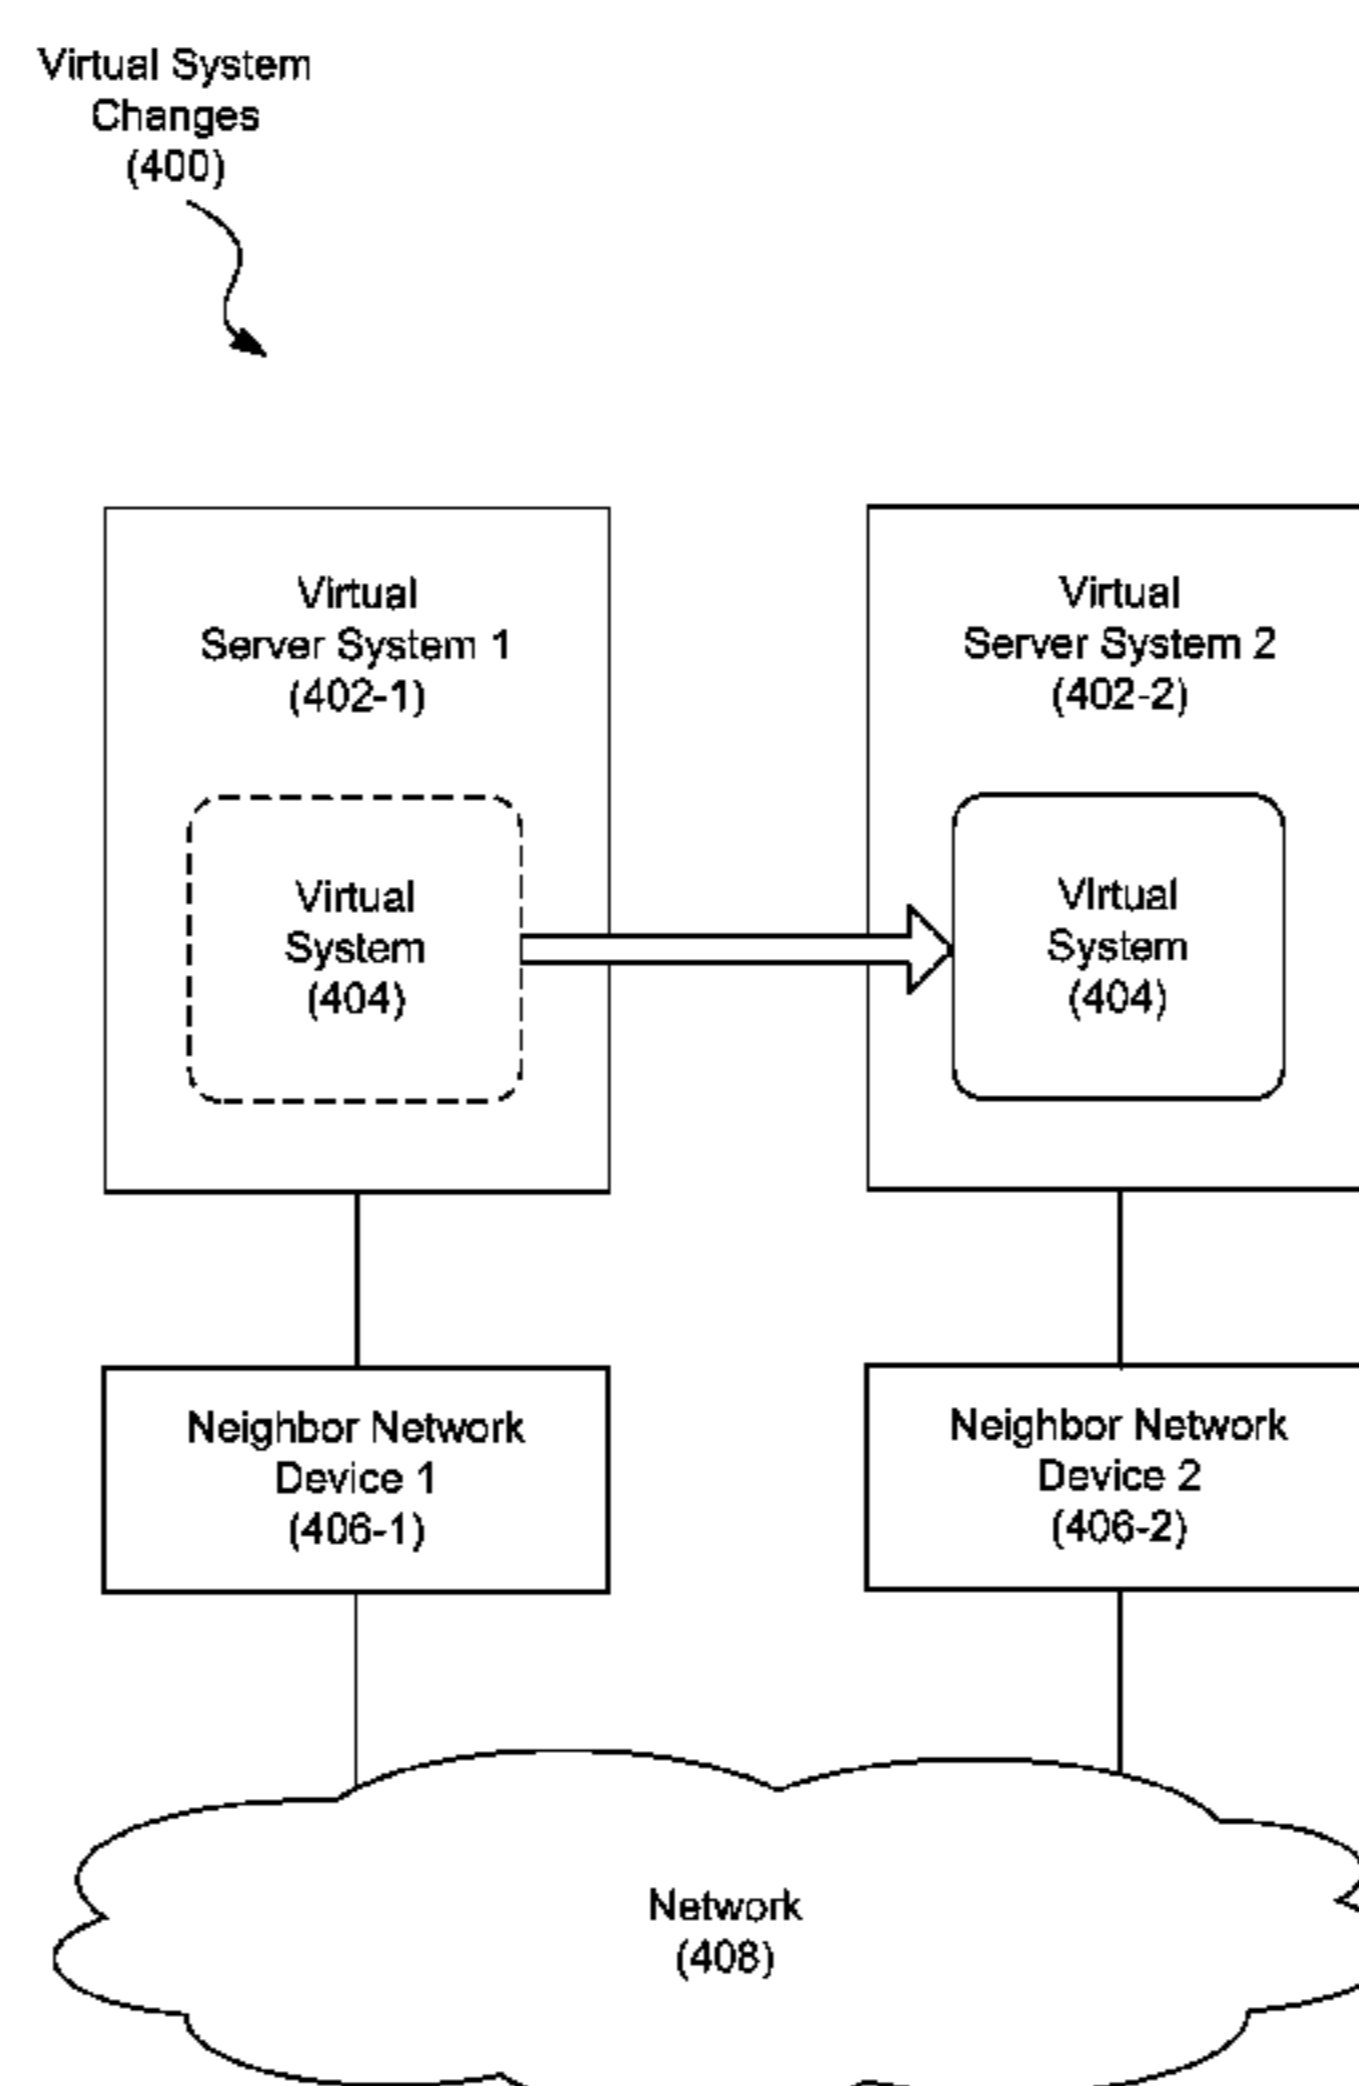 Virtual System
Changes
(400)
Virtual
Server System 1
(402-1)
Virtual
Server System 2
(402-2)
Virtual
System
(404)
Virtual
System
(404)
Neighbor Network
Device 1
(406-1)
Neighbor Network
Device 2
(406-2)
Network
(408)